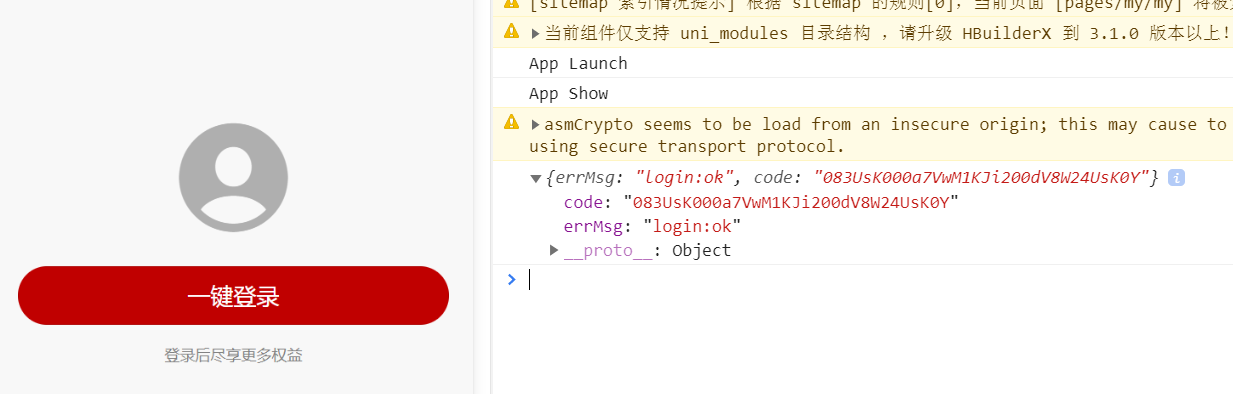 一键登录
登录后尽享更多权益
[sitemap 索引情况提示] 根据 sitemap 的规则[0]，当前页面 [pages/my/my] 将被
当前组件仅支持 uni_modules 目录结构 ，请升级 HBuilderX 到 3.1.0 版本以上！
App Launch
App Show
asmCrypto seems to be load from an insecure origin; this may cause to
using secure transport protocol.
{errMsg: "login:ok", code: "083UsK000a7VwM1KJi200dV8W24UsK0Y"}
code: "083UsK000a7VwM1KJi200dV8W24UsK0Y"
errMsg: "login:ok"
__proto__: Object